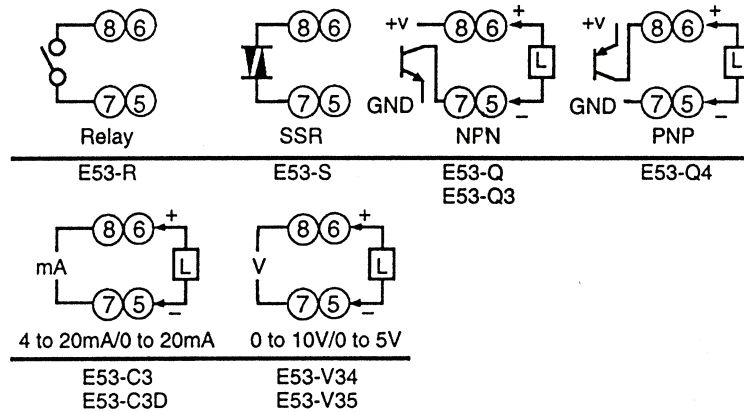 8 6
7 5
Relay
E53-R
8 6
7 5
SSR
E53-S
+v 8 6 +
L
GND 7 5 −
NPN
E53-Q
E53-Q3
+v 8 6 +
L
GND 7 5 −
PNP
E53-Q4
8 6 +
mA L
7 5 −
4 to 20mA/0 to 20mA
E53-C3
E53-C3D
8 6 +
V L
7 5 −
0 to 10V/0 to 5V
E53-V34
E53-V35